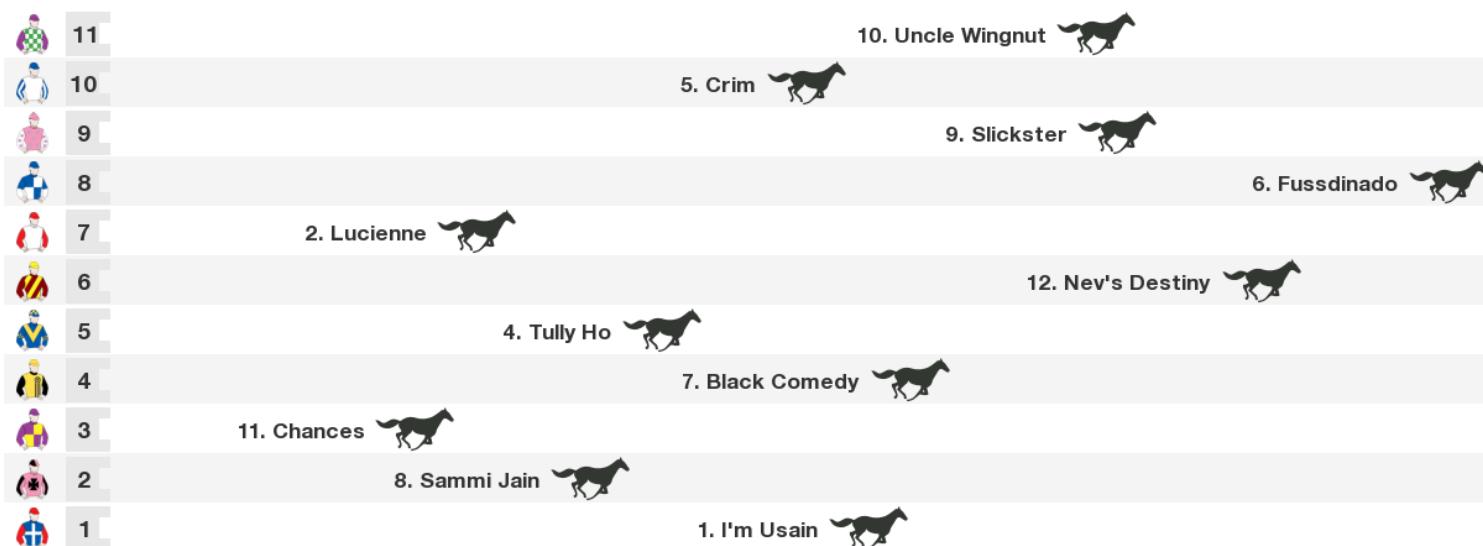 11 10. Uncle Wingnut
10 5. Crim
9 9. Slickster
8 6. Fussdinado
7 2. Lucienne
6 12. Nev's Destiny
5 4. Tully Ho
4 7. Black Comedy
3 11. Chances
2 8. Sammi Jain
1 1. I'm Usain